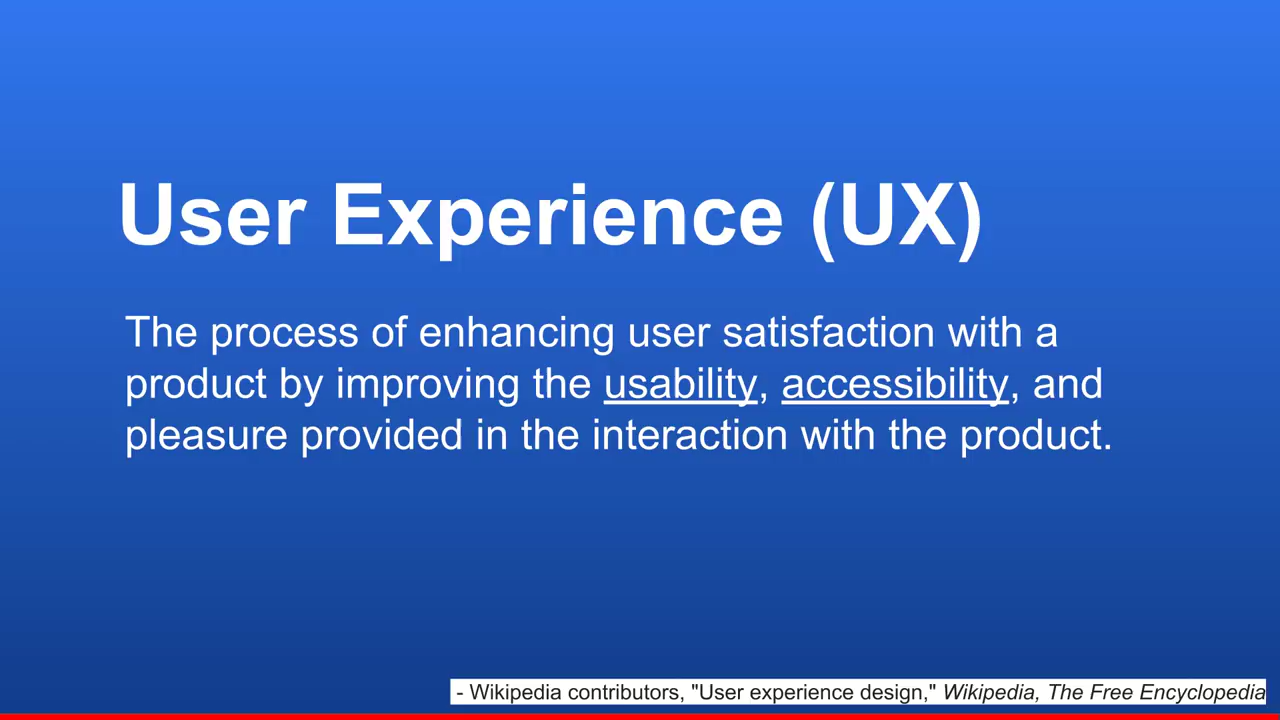 User Experience (UX)
The process of enhancing user satisfaction with a
product by improving the usability, accessibility, and
pleasure provided in the interaction with the product.
- Wikipedia contributors, "User experience design," Wikipedia, The Free Encyclopedia